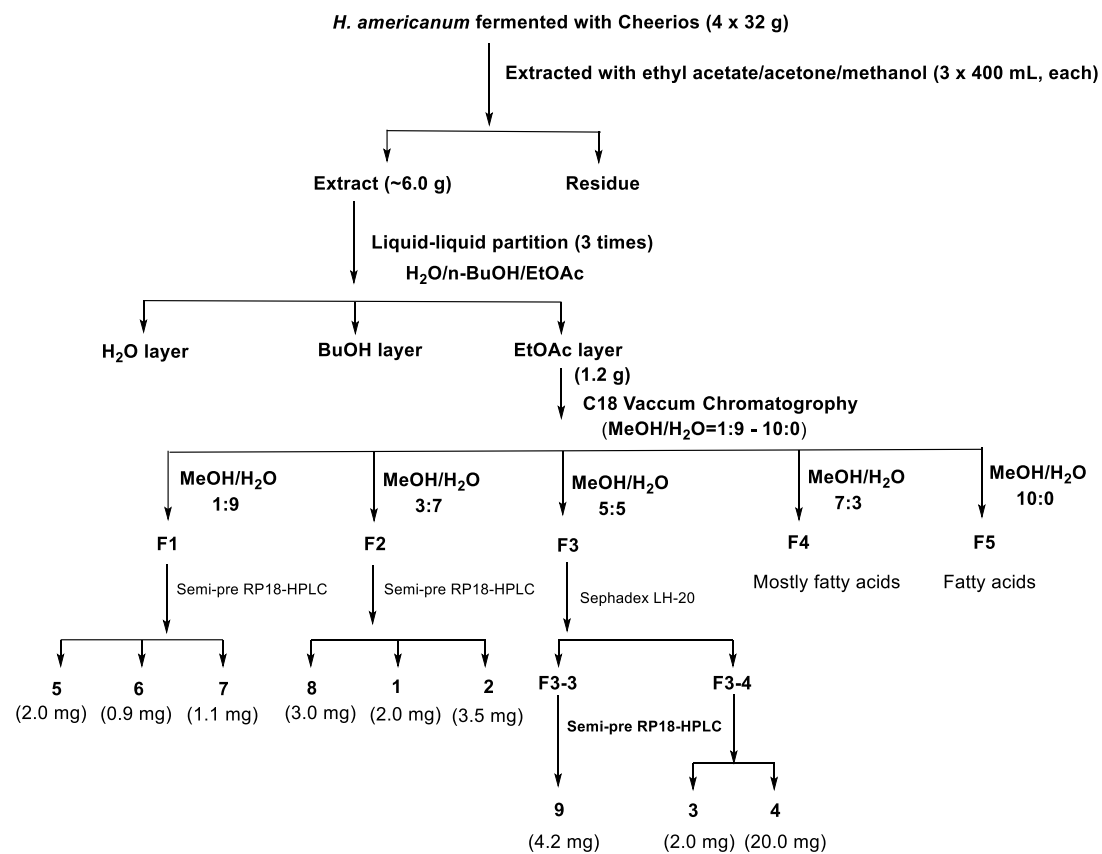 H. americanum fermented with Cheerios (4 x 32 g)
Extracted with ethyl acetate/acetone/methanol (3 x 400 mL, each)
Extract (~6.0 g)
Residue
Liquid-liquid partition (3 times)
H₂O/n-BuOH/EtOAc
H₂O layer
BuOH layer
EtOAc layer
(1.2 g)
C18 Vaccum Chromatogrophy
(MeOH/H₂O=1:9 - 10:0)
MeOH/H₂O
1:9
MeOH/H₂O
3:7
MeOH/H₂O
5:5
MeOH/H₂O
7:3
MeOH/H₂O
10:0
F1
F2
F3
F4
F5
Mostly fatty acids
Fatty acids
Semi-pre RP18-HPLC
Semi-pre RP18-HPLC
Sephadex LH-20
5
(2.0 mg)
6
(0.9 mg)
7
(1.1 mg)
8
(3.0 mg)
1
(2.0 mg)
2
(3.5 mg)
F3-3
F3-4
Semi-pre RP18-HPLC
9
(4.2 mg)
3
(2.0 mg)
4
(20.0 mg)